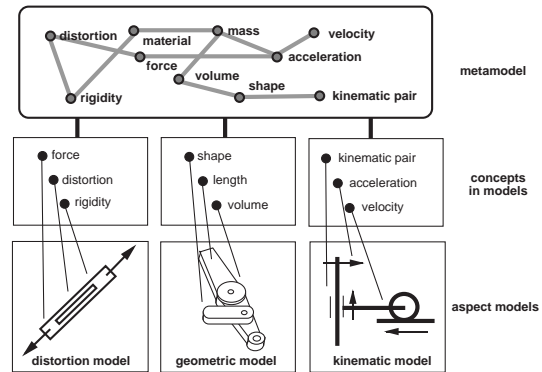 distortion
material
mass
velocity
force
acceleration
volume
shape
rigidity
kinematic pair
metamodel
force
distortion
rigidity
shape
length
volume
kinematic pair
acceleration
velocity
concepts
in models
distortion model
geometric model
kinematic model
aspect models